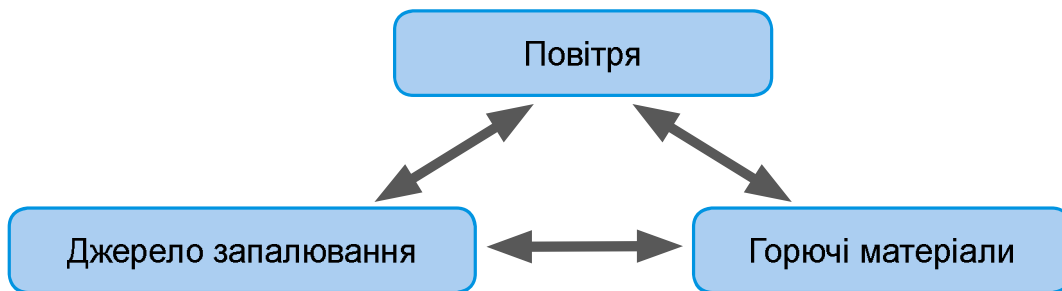 Повітря
Джерело запалювання
Горючі матеріали